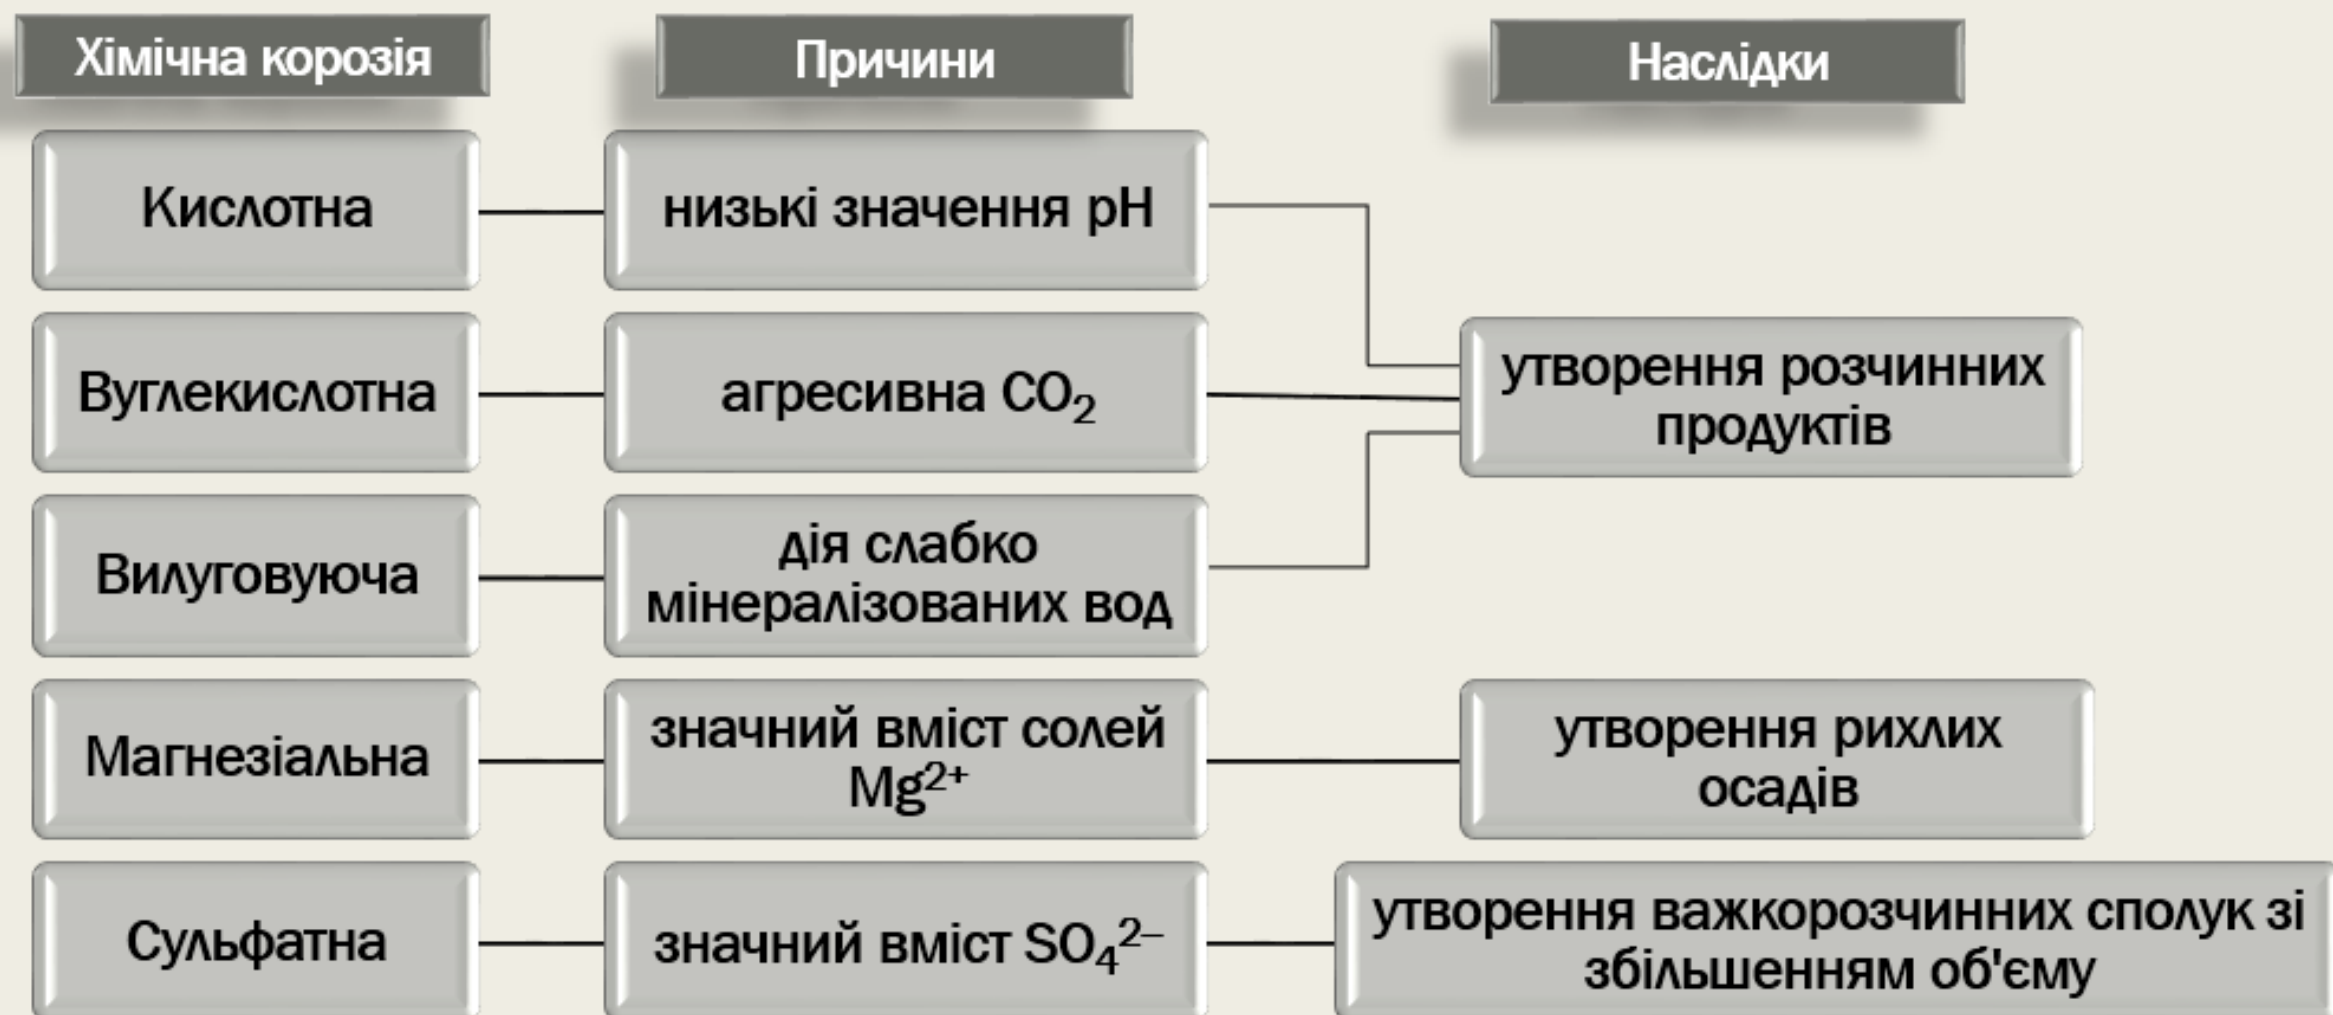 Хімічна корозія
Причини
Наслідки
Кислотна
низькі значення pH
Вуглекислотна
агресивна CO₂
утворення розчинних
продуктів
Вилуговуюча
дія слабко
мінералізованих вод
Магнезіальна
значний вміст солей
Mg²⁺
утворення рихлих
осадів
Сульфатна
значний вміст SO₄²⁻
утворення важкорозчинних сполук зі
збільшенням об'єму